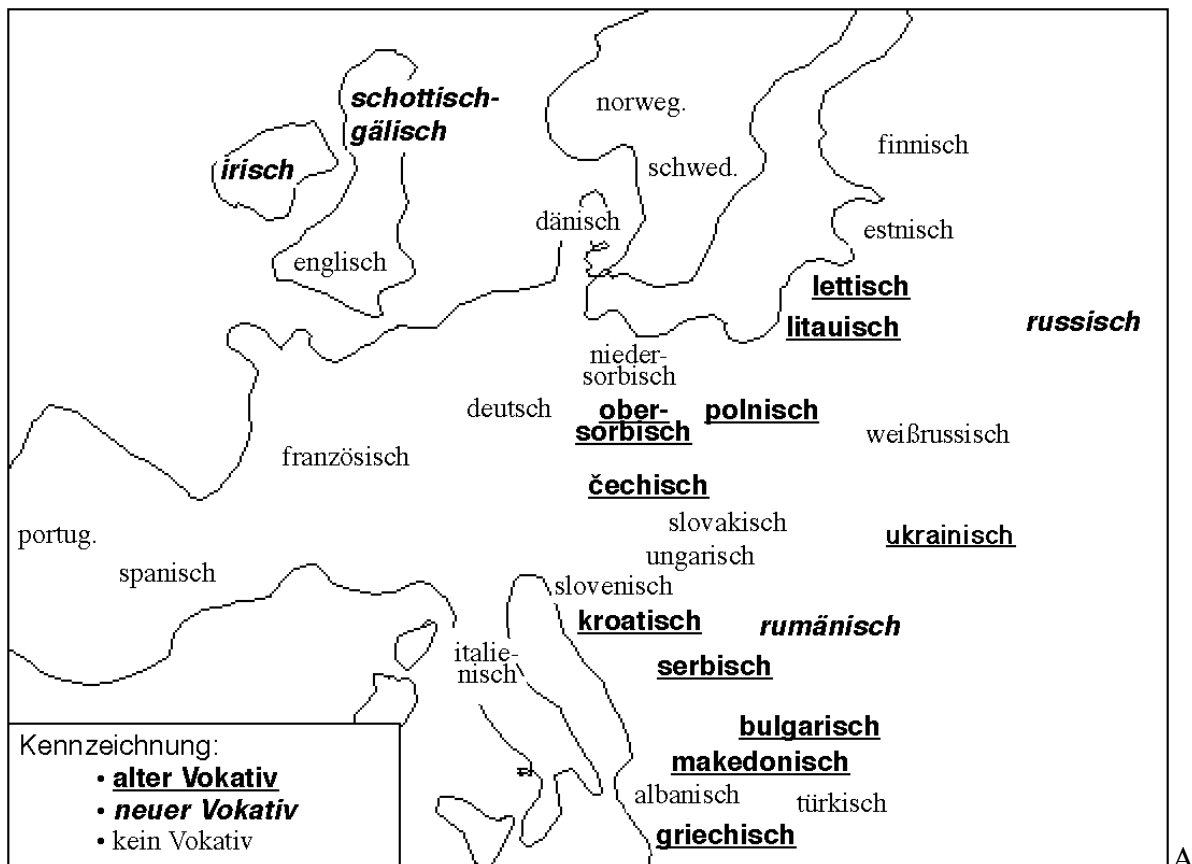 schottisch-
gälisch
norweg.
finnisch
irisch
schwed.
dänisch
estnisch
englisch
lettisch
litauisch
russisch
nieder-
sorbisch
deutsch
ober-
sorbisch
polnisch
weißrussisch
französisch
čechisch
slovakisch
portug.
ukrainisch
ungarisch
spanisch
slovenisch
kroatisch
rumänisch
italie-
nisch
serbisch
bulgarisch
makedonisch
albanisch
türkisch
griechisch
Kennzeichnung:
• alter Vokativ
• neuer Vokativ
• kein Vokativ
A